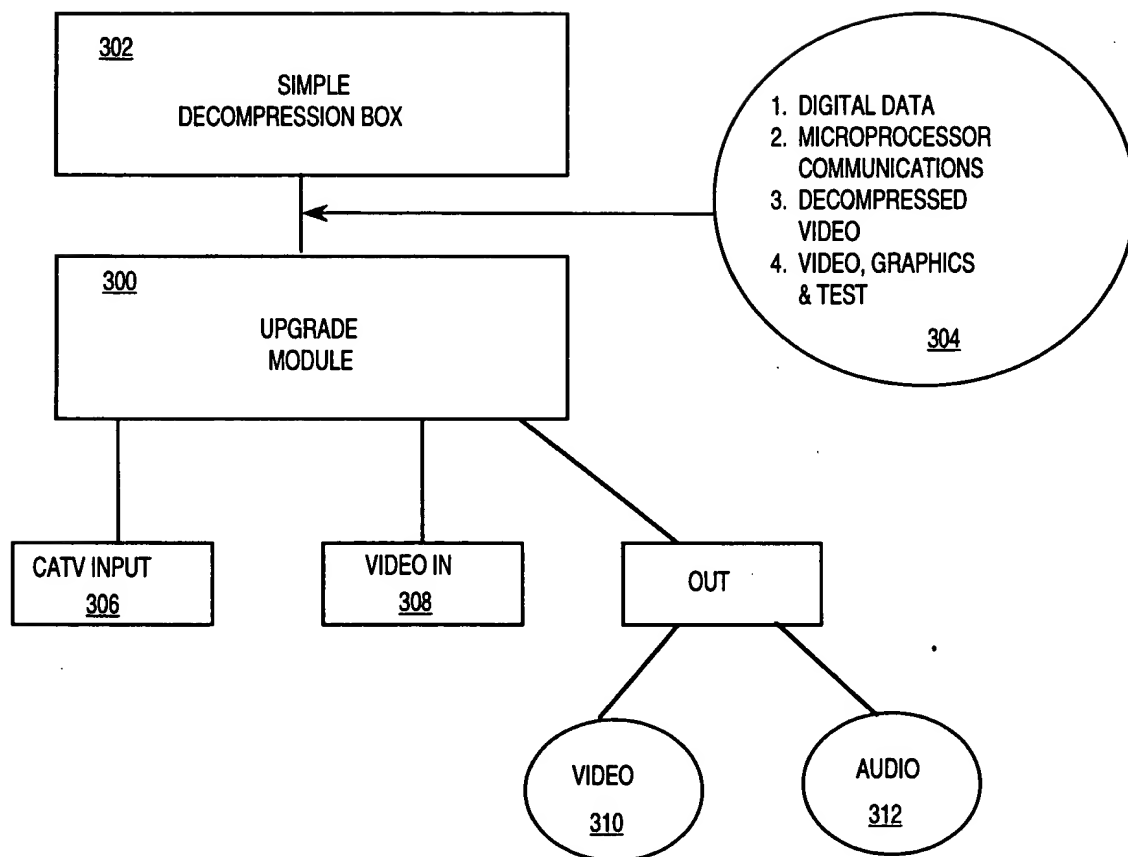 302
SIMPLE
DECOMPRESSION BOX
1. DIGITAL DATA
2. MICROPROCESSOR
COMMUNICATIONS
3. DECOMPRESSED
VIDEO
4. VIDEO, GRAPHICS
& TEST
304
300
UPGRADE
MODULE
CATV INPUT
306
VIDEO IN
308
OUT
VIDEO
310
AUDIO
312